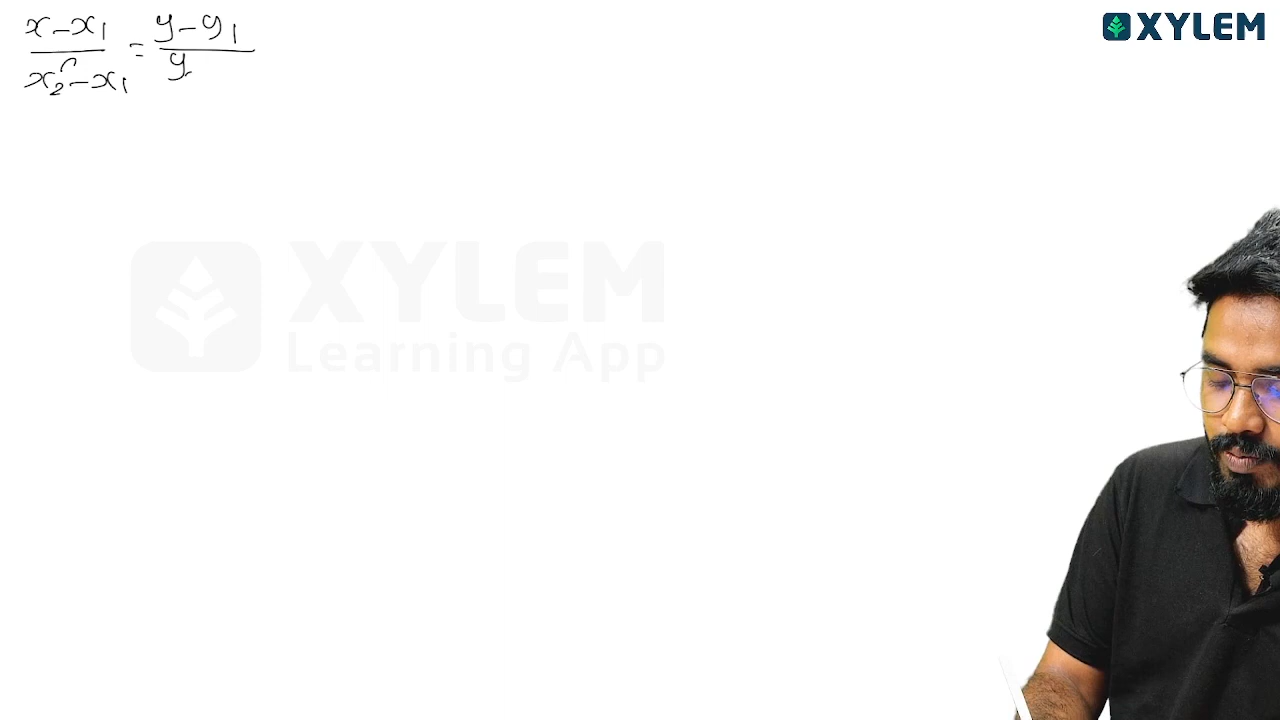 x - x₁ / x₂ - x₁ = y - y₁ / y
XYLEM
XYLEM
Learning App